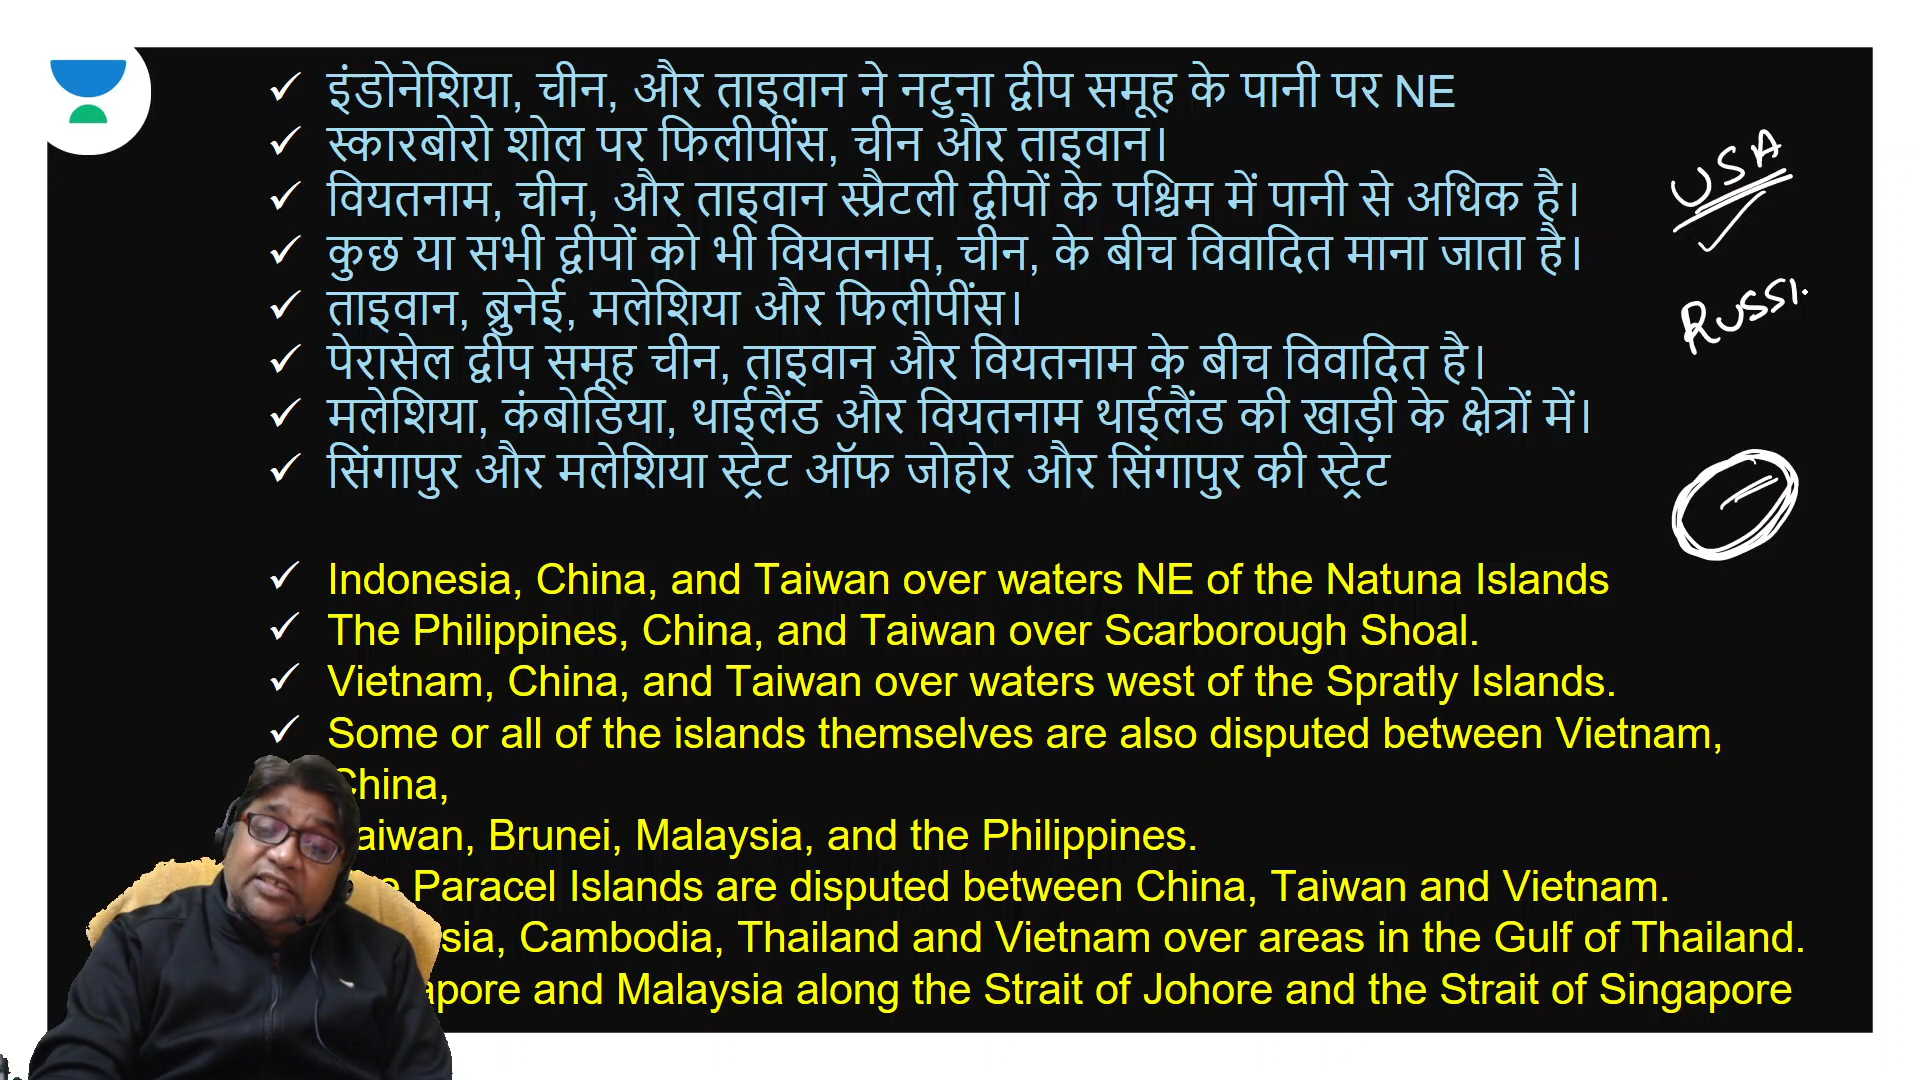 इंडोनेशिया, चीन, और ताइवान ने नटुना द्वीप समूह के पानी पर NE
स्कारबोरो शोल पर फिलीपींस, चीन और ताइवान।
वियतनाम, चीन, और ताइवान स्प्रैटली द्वीपों के पश्चिम में पानी से अधिक है।
कुछ या सभी द्वीपों को भी वियतनाम, चीन, के बीच विवादित माना जाता है।
ताइवान, ब्रुनेई, मलेशिया और फिलीपींस।
पेरासेल द्वीप समूह चीन, ताइवान और वियतनाम के बीच विवादित है।
मलेशिया, कंबोडिया, थाईलैंड और वियतनाम थाईलैंड की खाड़ी के क्षेत्रों में।
सिंगापुर और मलेशिया स्ट्रेट ऑफ जोहोर और सिंगापुर की स्ट्रेट
USA
RUSSI.
Indonesia, China, and Taiwan over waters NE of the Natuna Islands
The Philippines, China, and Taiwan over Scarborough Shoal.
Vietnam, China, and Taiwan over waters west of the Spratly Islands.
Some or all of the islands themselves are also disputed between Vietnam,
China,
aiwan, Brunei, Malaysia, and the Philippines.
e Paracel Islands are disputed between China, Taiwan and Vietnam.
sia, Cambodia, Thailand and Vietnam over areas in the Gulf of Thailand.
apore and Malaysia along the Strait of Johore and the Strait of Singapore